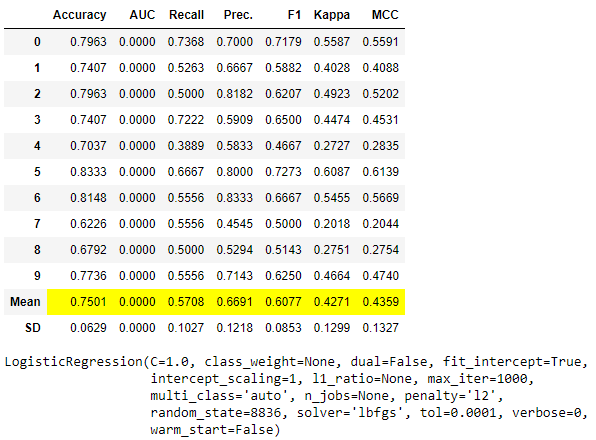 Accuracy AUC Recall Prec. F1 Kappa MCC
0 0.7963 0.0000 0.7368 0.7000 0.7179 0.5587 0.5591
1 0.7407 0.0000 0.5263 0.6667 0.5882 0.4028 0.4088
2 0.7963 0.0000 0.5000 0.8182 0.6207 0.4923 0.5202
3 0.7407 0.0000 0.7222 0.5909 0.6500 0.4474 0.4531
4 0.7037 0.0000 0.3889 0.5833 0.4667 0.2727 0.2835
5 0.8333 0.0000 0.6667 0.8000 0.7273 0.6087 0.6139
6 0.8148 0.0000 0.5556 0.8333 0.6667 0.5455 0.5669
7 0.6226 0.0000 0.5556 0.4545 0.5000 0.2018 0.2044
8 0.6792 0.0000 0.5000 0.5294 0.5143 0.2751 0.2754
9 0.7736 0.0000 0.5556 0.7143 0.6250 0.4664 0.4740
Mean 0.7501 0.0000 0.5708 0.6691 0.6077 0.4271 0.4359
SD 0.0629 0.0000 0.1027 0.1218 0.0853 0.1299 0.1327
LogisticRegression(C=1.0, class_weight=None, dual=False, fit_intercept=True,
intercept_scaling=1, l1_ratio=None, max_iter=1000,
multi_class='auto', n_jobs=None, penalty='l2',
random_state=8836, solver='lbfgs', tol=0.0001, verbose=0,
warm_start=False)